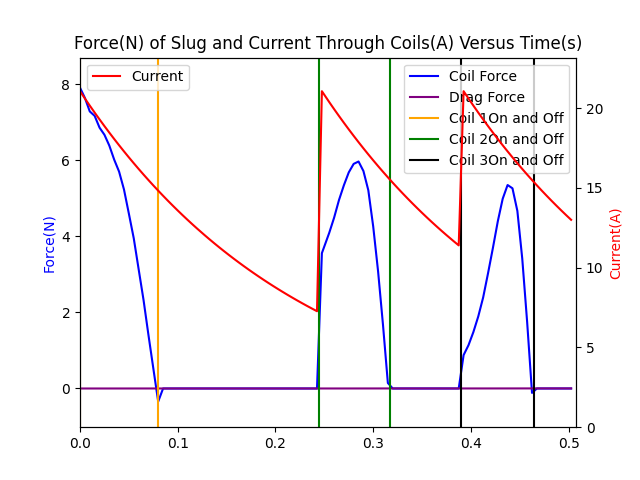 Force(N) of Slug and Current Through Coils(A) Versus Time(s)
Current
Coil Force
Drag Force
Coil 1On and Off
Coil 2On and Off
Coil 3On and Off
Force(N)
8
6
4
2
0
20
15
10
5
0
Current(A)
0.0 0.1 0.2 0.3 0.4 0.5